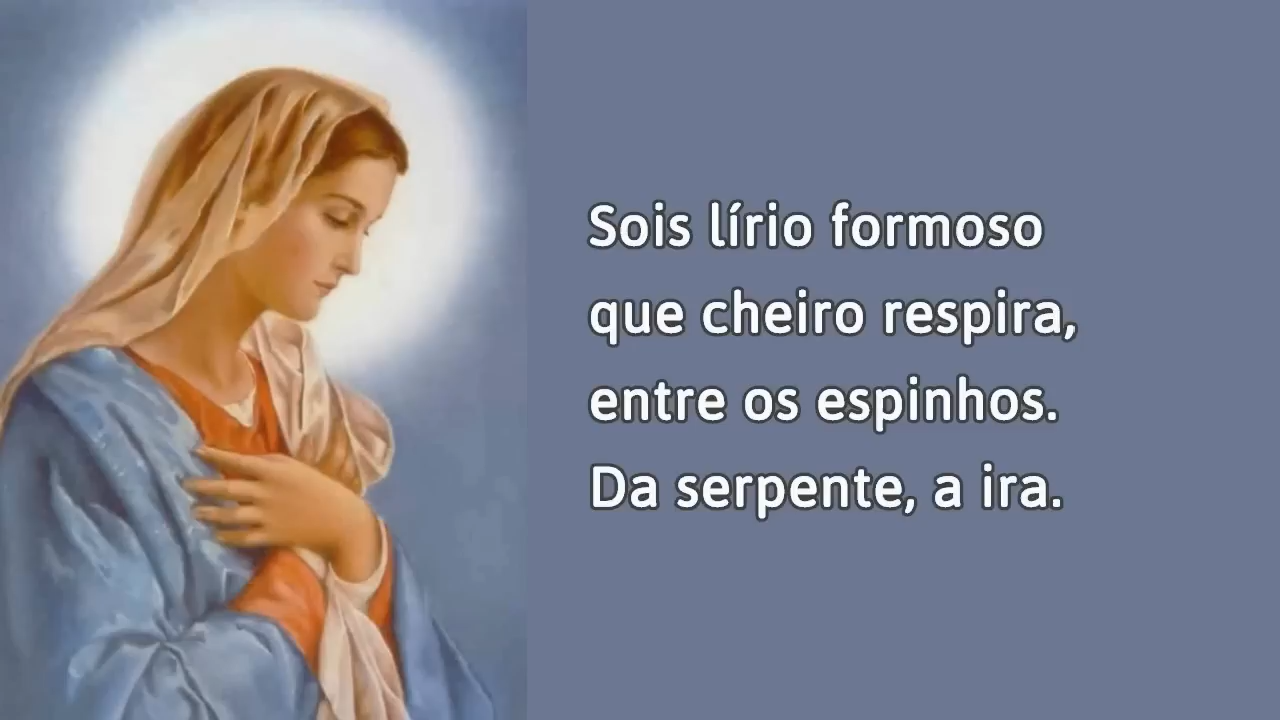 Sois lírio formoso
que cheiro respira,
entre os espinhos.
Da serpente, a ira.